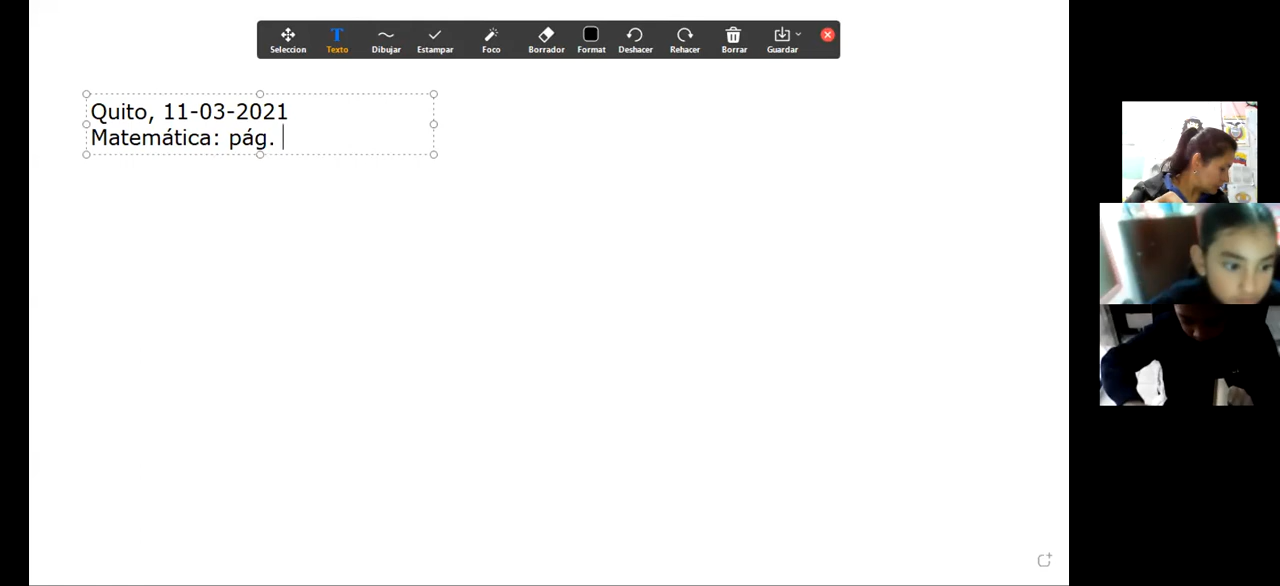 Seleccion Texto Dibujar Estampar Foco Borrador Format Deshacer Rehacer Borrar Guardar
Quito, 11-03-2021
Matemática: pág.